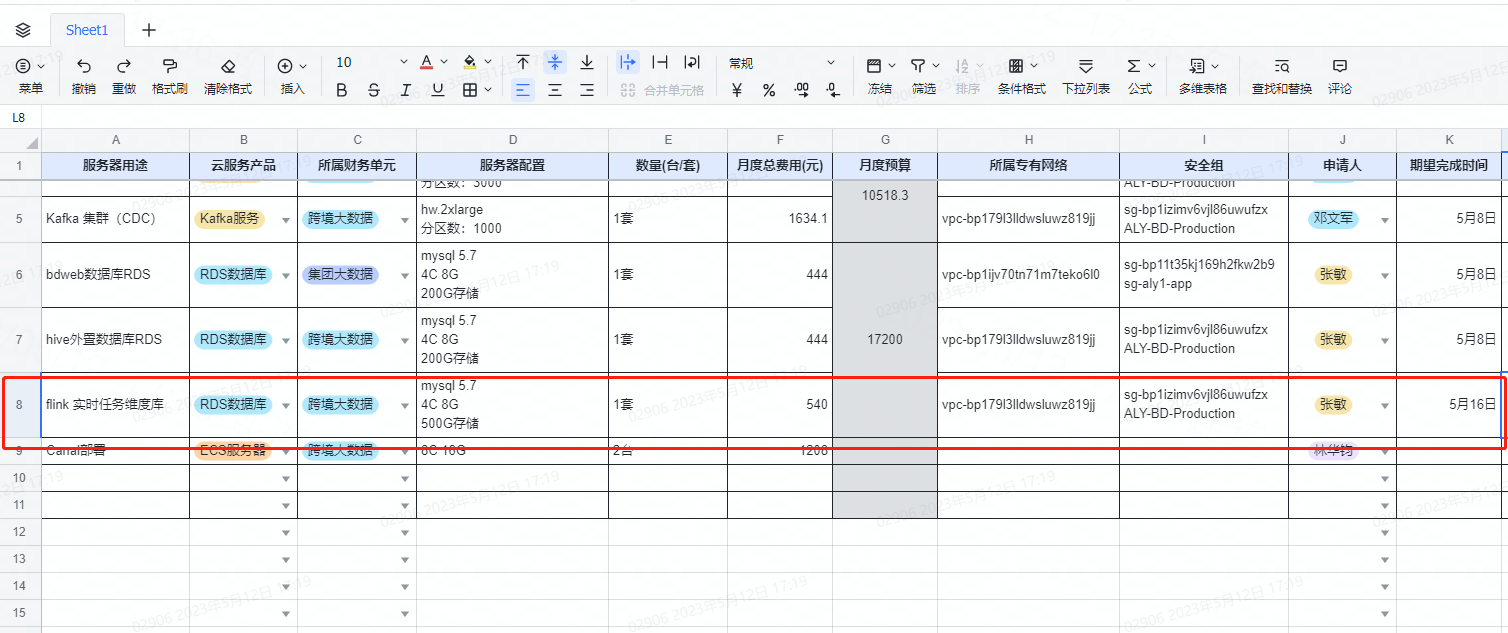 Sheet1
菜单 撤销 重做 格式刷 清除格式 插入 10 合并单元格 常规 冻结 筛选 排序 条件格式 下拉列表 公式 多维表格 查找和替换 评论
L8
A B C D E F G H I J K
1 服务器用途 云服务产品 所属财务单元 服务器配置 数量(台/套) 月度总费用(元) 月度预算 所属专有网络 安全组 申请人 期望完成时间
分区数：3000 10518.3 ALY-BD-Production
5 Kafka 集群（CDC） Kafka服务 跨境大数据 hw.2xlarge
分区数：1000 1套 1634.1 vpc-bp179l3lldwsluwz819jj sg-bp1izimv6vjl86uwufzx
ALY-BD-Production 邓文军 5月8日
6 bdweb数据库RDS RDS数据库 集团大数据 mysql 5.7
4C 8G
200G存储 1套 444 vpc-bp1ijv70tn71m7teko6l0 sg-bp11t35kj169h2fkw2b9
sg-aly1-app 张敏 5月8日
7 hive外置数据库RDS RDS数据库 跨境大数据 mysql 5.7
4C 8G
200G存储 1套 444 17200 vpc-bp179l3lldwsluwz819jj sg-bp1izimv6vjl86uwufzx
ALY-BD-Production 张敏 5月8日
8 flink 实时任务维度库 RDS数据库 跨境大数据 mysql 5.7
4C 8G
500G存储 1套 540 vpc-bp179l3lldwsluwz819jj sg-bp1izimv6vjl86uwufzx
ALY-BD-Production 张敏 5月16日
9 Canal部署 ECS服务器 跨境大数据 8C 16G 2台 1208 林华钧
10
11
12
13
14
15
02906 2023年5月12日 17:19